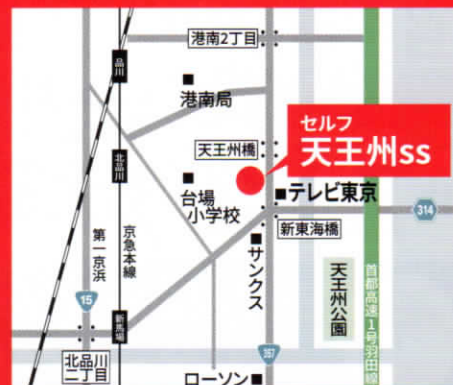 港南2丁目
品川
港南局
セルフ
天王州ss
天王州橋
北品川
台場
小学校
テレビ東京
314
新東海橋
第一京浜
京急本線
サンクス
天王州公園
首都高速1号羽田線
15
新馬場
357
北品川
二丁目
ローソン